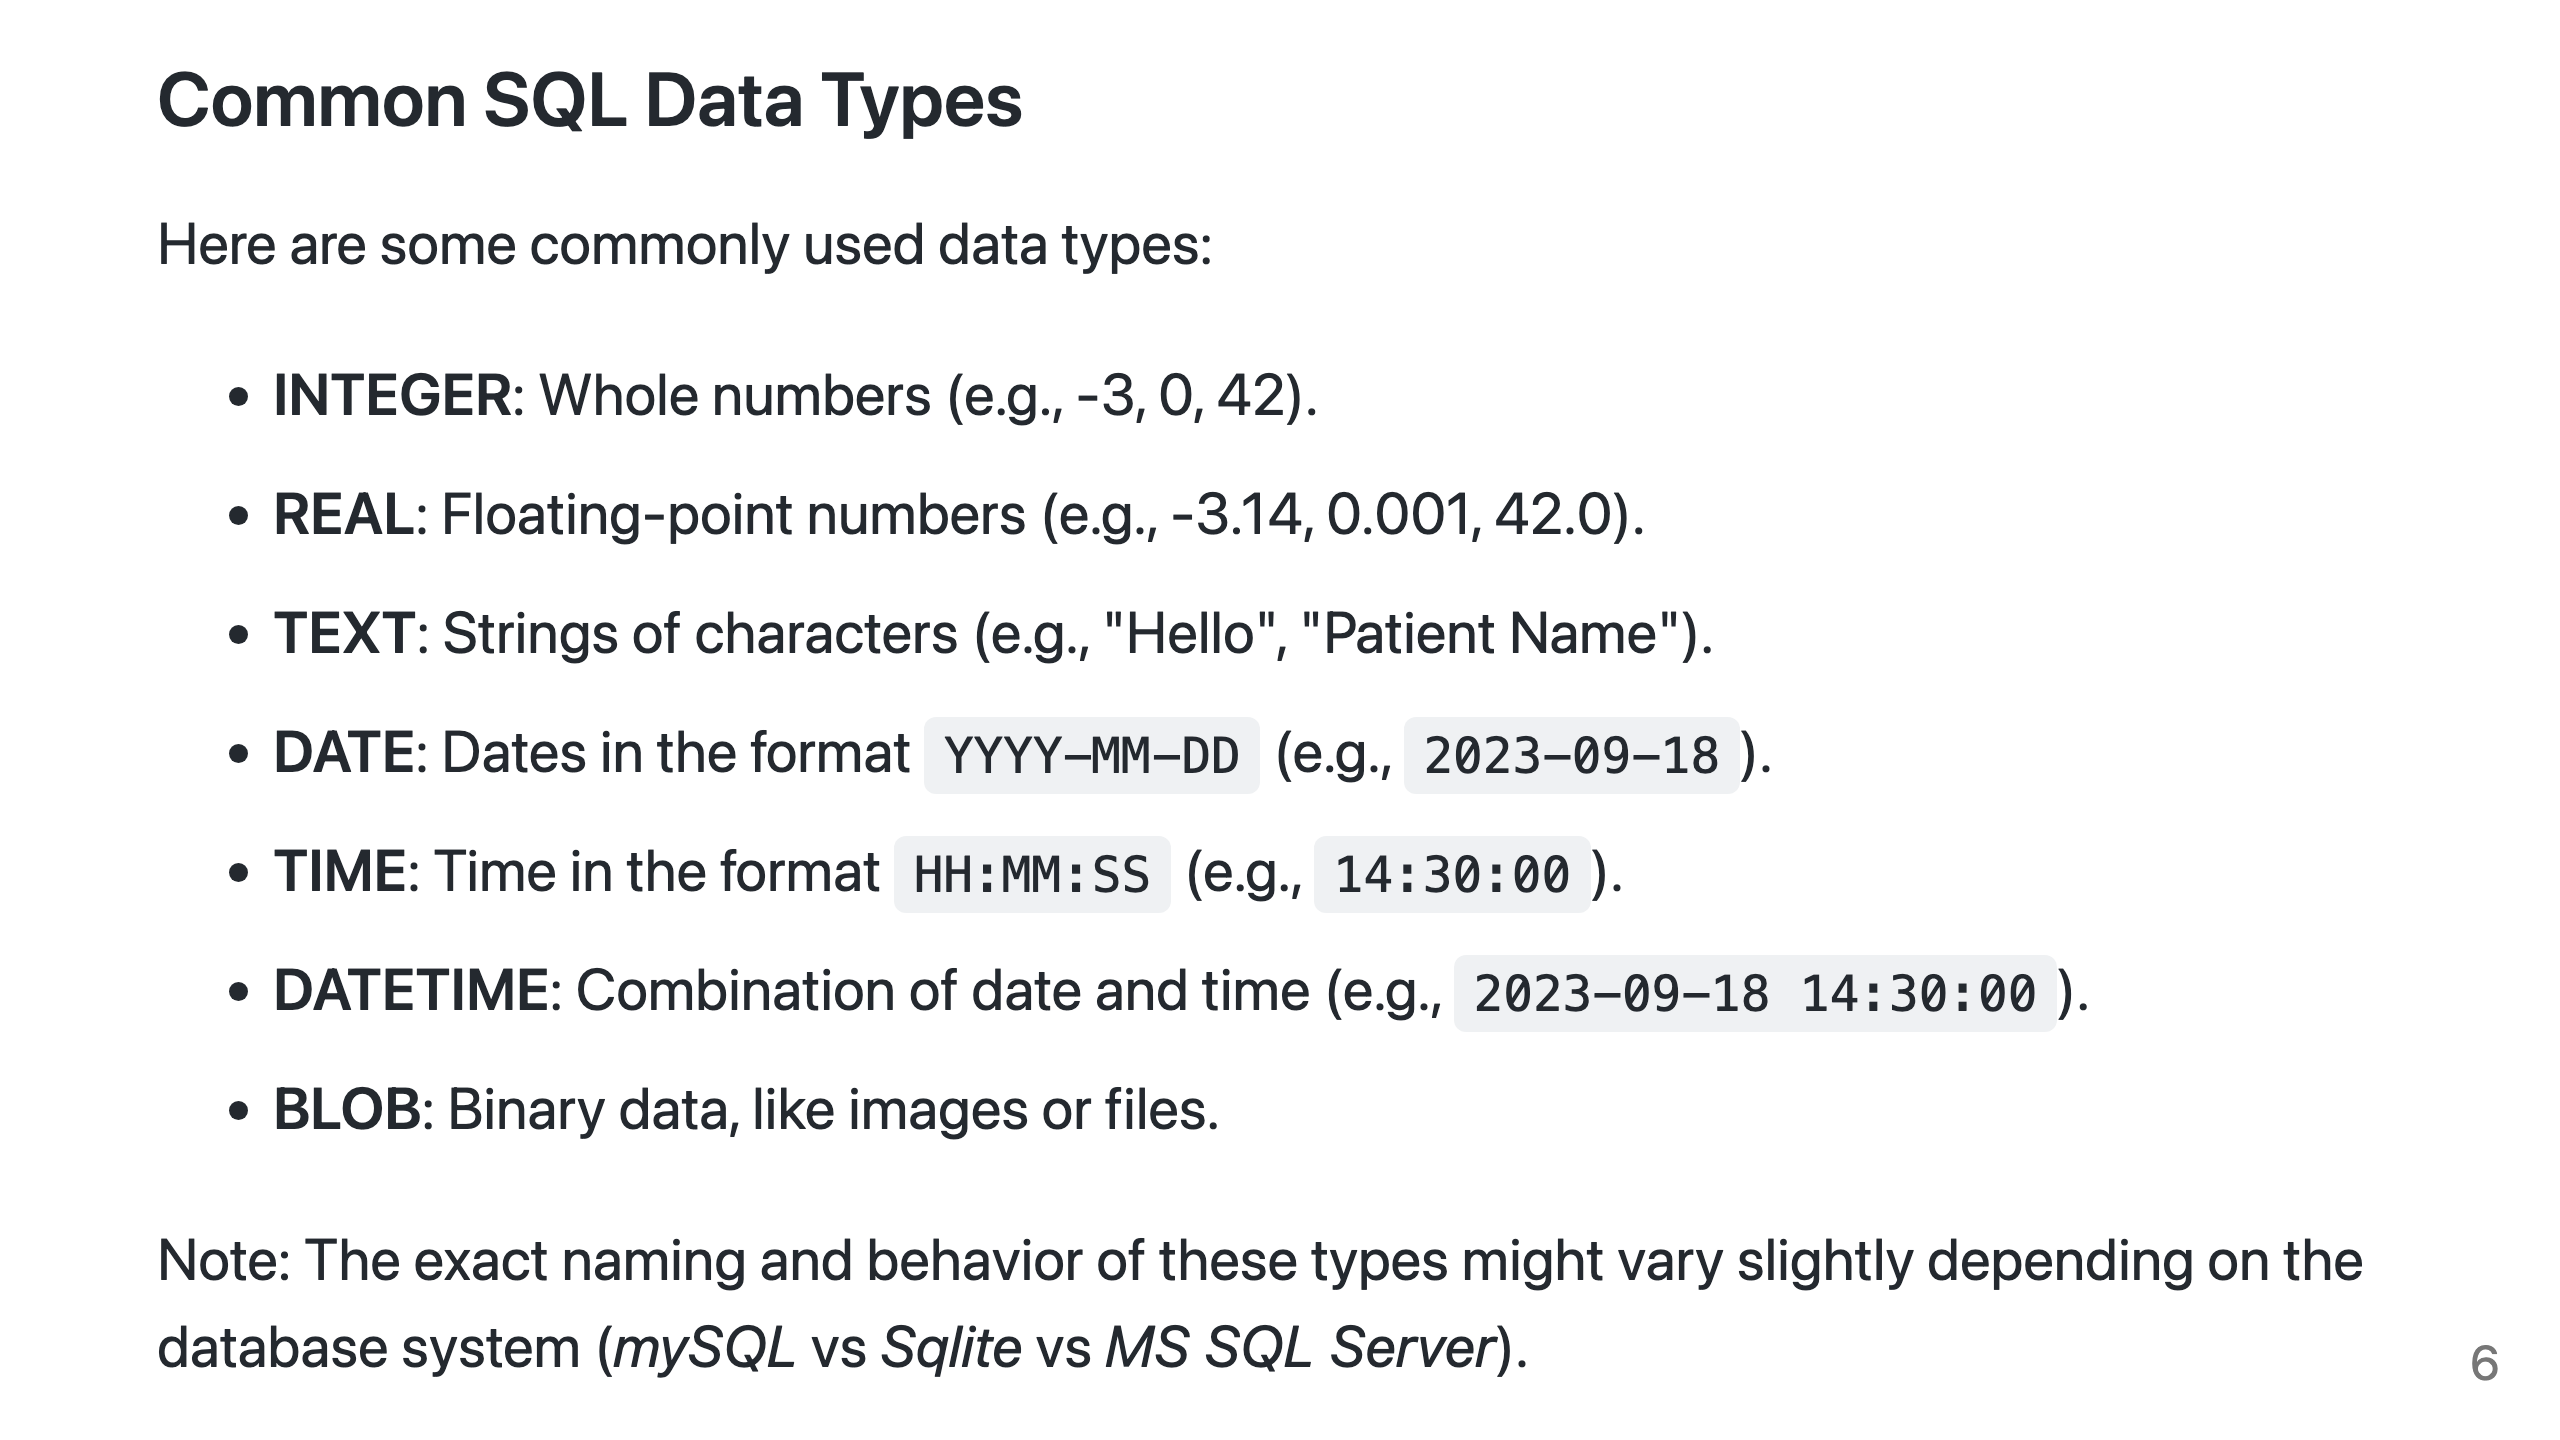 Common SQL Data Types
Here are some commonly used data types:
• INTEGER: Whole numbers (e.g., -3, 0, 42).
• REAL: Floating-point numbers (e.g., -3.14, 0.001, 42.0).
• TEXT: Strings of characters (e.g., "Hello", "Patient Name").
• DATE: Dates in the format YYYY-MM-DD (e.g., 2023-09-18).
• TIME: Time in the format HH:MM:SS (e.g., 14:30:00).
• DATETIME: Combination of date and time (e.g., 2023-09-18 14:30:00).
• BLOB: Binary data, like images or files.
Note: The exact naming and behavior of these types might vary slightly depending on the
database system (mySQL vs Sqlite vs MS SQL Server).
6